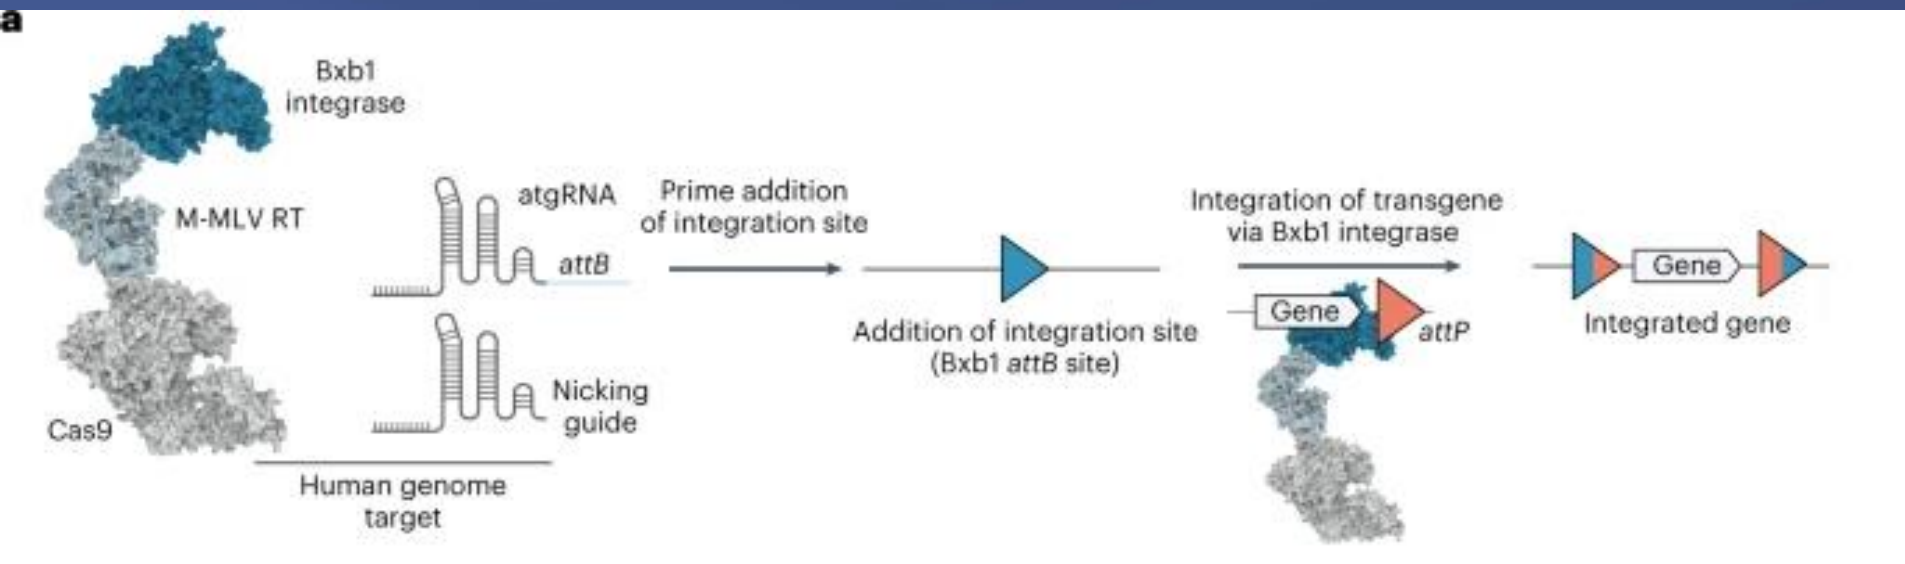 a
Bxb1
integrase
M-MLV RT
Cas9
Human genome
target
atgRNA
attB
Nicking
guide
Prime addition
of integration site
Addition of integration site
(Bxb1 attB site)
Integration of transgene
via Bxb1 integrase
Gene
attP
Gene
Integrated gene